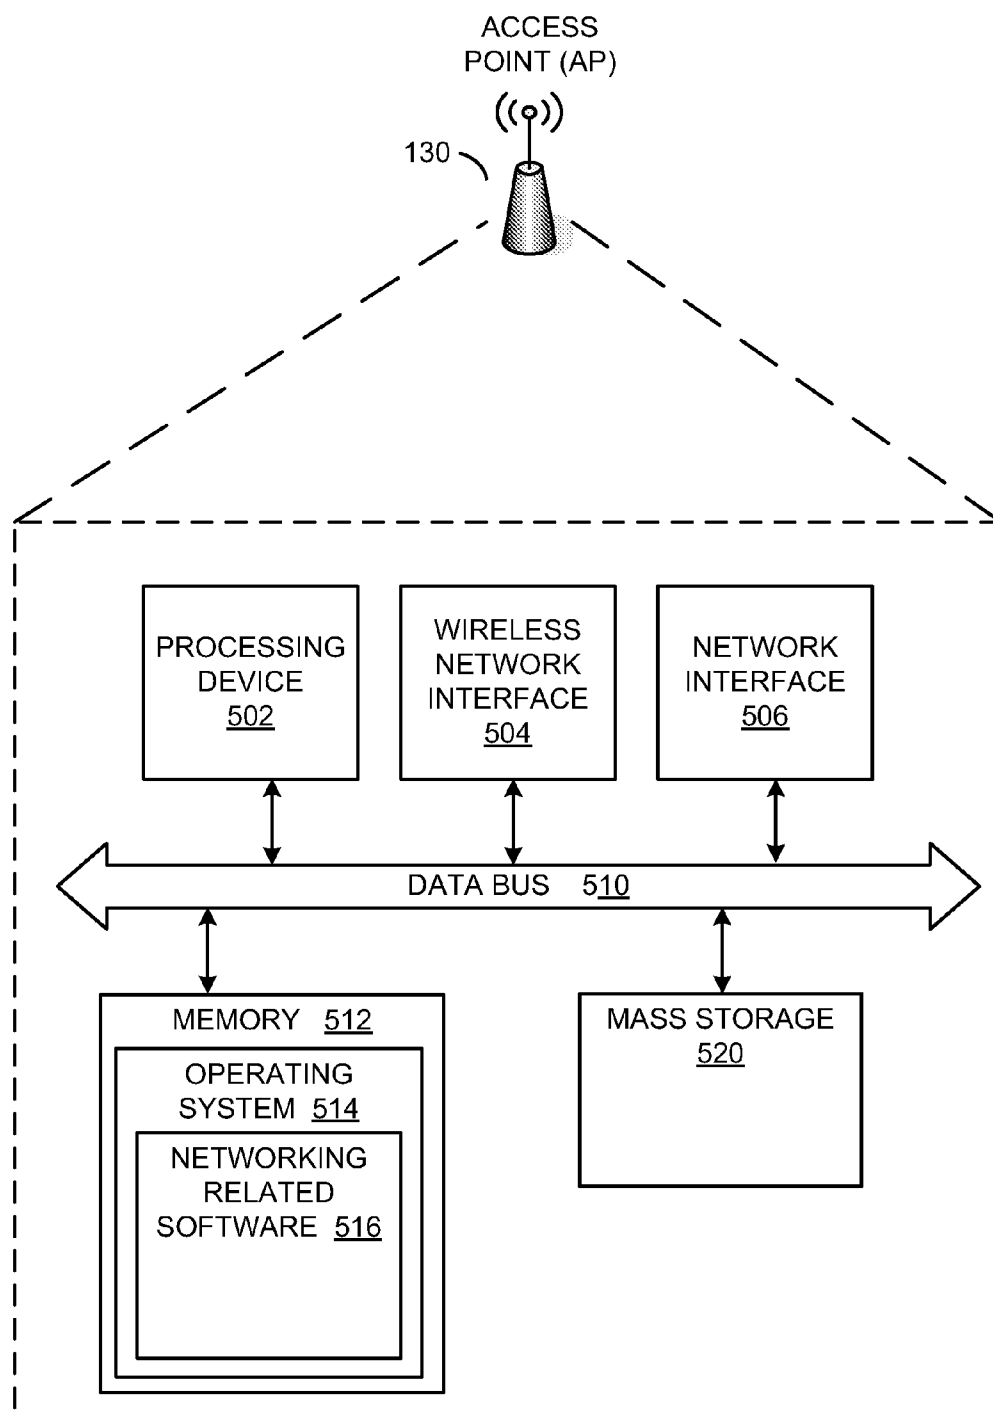 ACCESS
POINT (AP)
130
PROCESSING
DEVICE
502
WIRELESS
NETWORK
INTERFACE
504
NETWORK
INTERFACE
506
DATA BUS 510
MEMORY 512
OPERATING
SYSTEM 514
NETWORKING
RELATED
SOFTWARE 516
MASS STORAGE
520